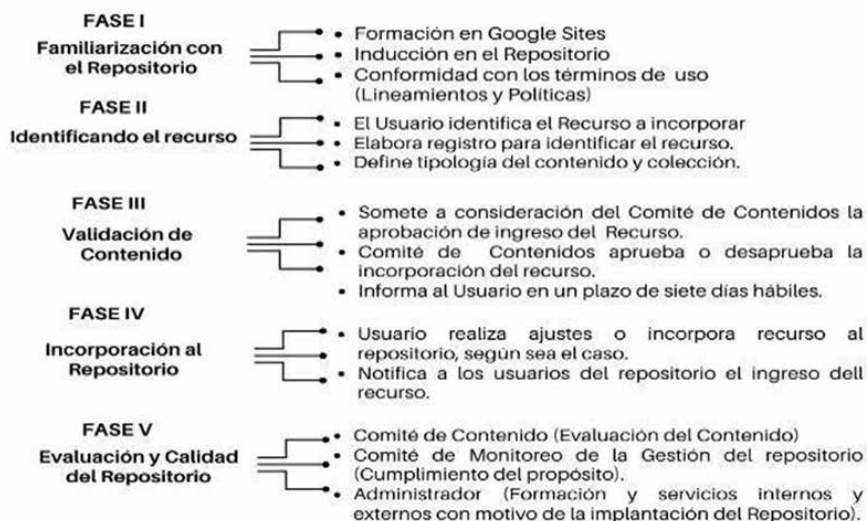 FASE I
Familiarización con
el Repositorio
• Formación en Google Sites
• Inducción en el Repositorio
• Conformidad con los términos de uso
(Lineamientos y Políticas)
FASE II
Identificando el recurso
• El Usuario identifica el Recurso a incorporar
• Elabora registro para identificar el recurso.
• Define tipología del contenido y colección.
FASE III
Validación de
Contenido
• Somete a consideración del Comité de Contenidos la
aprobación de ingreso del Recurso.
• Comité de Contenidos aprueba o desaprueba la
incorporación del recurso.
• Informa al Usuario en un plazo de siete días hábiles.
FASE IV
Incorporación al
Repositorio
• Usuario realiza ajustes o incorpora recurso al
repositorio, según sea el caso.
• Notifica a los usuarios del repositorio el ingreso dell
recurso.
FASE V
Evaluación y Calidad
del Repositorio
• Comité de Contenido (Evaluación del Contenido)
• Comité de Monitoreo de la Gestión del repositorio
(Cumplimiento del propósito).
• Administrador (Formación y servicios internos y
externos con motivo de la implantación del Repositorio).